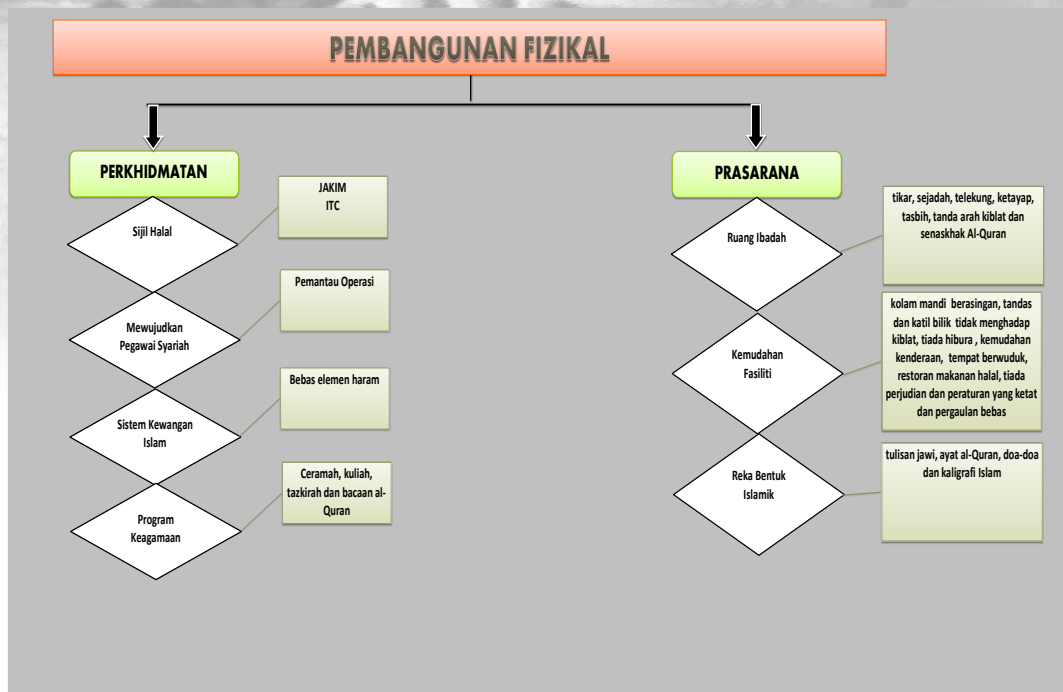 PEMBANGUNAN FIZIKAL
PERKHIDMATAN
Sijil Halal
JAKIM
ITC
Mewujudkan
Pegawai Syariah
Pemantau Operasi
Sistem Kewangan
Islam
Bebas elemen haram
Program
Keagamaan
Ceramah, kuliah,
tazkirah dan bacaan al-
Quran
PRASARANA
Ruang Ibadah
tikar, sejadah, telekung, ketayap,
tasbih, tanda arah kiblat dan
senaskhak Al-Quran
Kemudahan
Fasiliti
kolam mandi berasingan, tandas
dan katil bilik tidak menghadap
kiblat, tiada hibura , kemudahan
kenderaan, tempat berwuduk,
restoran makanan halal, tiada
perjudian dan peraturan yang ketat
dan pergaulan bebas
Reka Bentuk
Islamik
tulisan jawi, ayat al-Quran, doa-doa
dan kaligrafi Islam